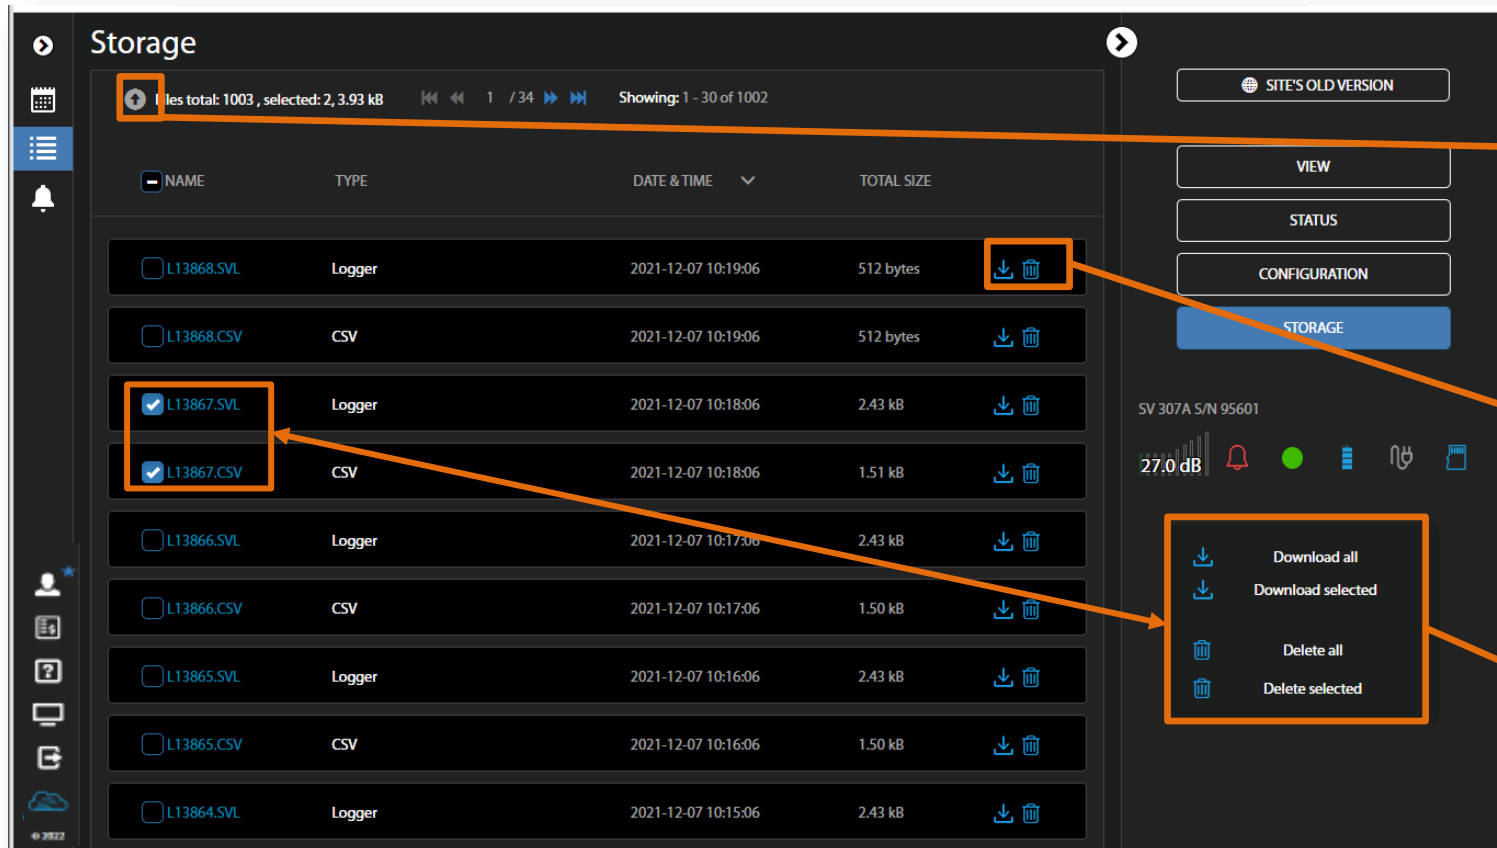 Storage
Files total: 1003 , selected: 2, 3.93 kB 1 / 34 Showing: 1 - 30 of 1002
NAME TYPE DATE & TIME TOTAL SIZE
L13868.SVL Logger 2021-12-07 10:19:06 512 bytes
L13868.CSV CSV 2021-12-07 10:19:06 512 bytes
L13867.SVL Logger 2021-12-07 10:18:06 2.43 kB
L13867.CSV CSV 2021-12-07 10:18:06 1.51 kB
L13866.SVL Logger 2021-12-07 10:17:06 2.43 kB
L13866.CSV CSV 2021-12-07 10:17:06 1.50 kB
L13865.SVL Logger 2021-12-07 10:16:06 2.43 kB
L13865.CSV CSV 2021-12-07 10:16:06 1.50 kB
L13864.SVL Logger 2021-12-07 10:15:06 2.43 kB
© 2022
SITE'S OLD VERSION
VIEW
STATUS
CONFIGURATION
STORAGE
SV 307A S/N 95601
27.0 dB
Download all
Download selected
Delete all
Delete selected